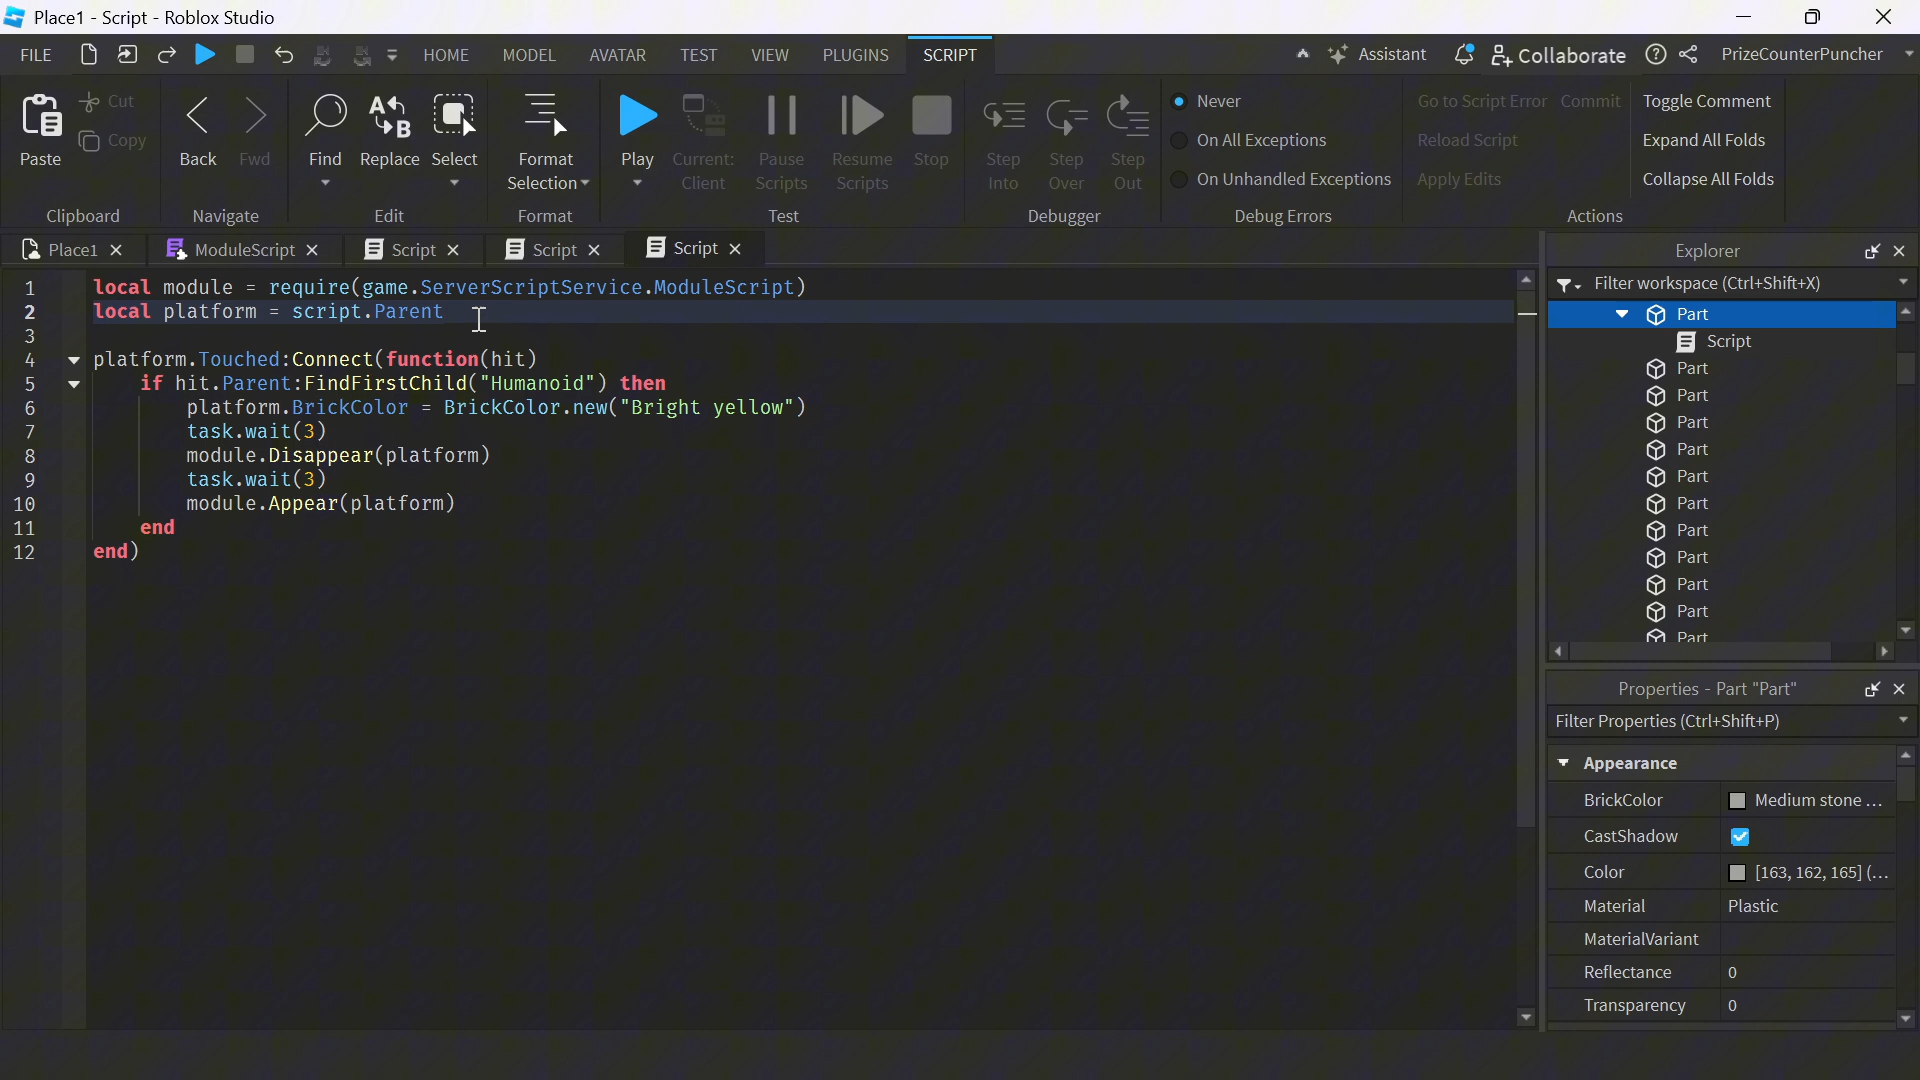 Place1 - Script - Roblox Studio
FILE HOME MODEL AVATAR TEST VIEW PLUGINS SCRIPT Assistant Collaborate PrizeCounterPuncher
Paste Cut Copy
Back Fwd
Find Replace Select
Format Selection
Play Current: Client Pause Scripts Resume Scripts Stop
Step Into Step Over Step Out
Never
On All Exceptions
On Unhandled Exceptions
Go to Script Error Commit
Reload Script
Apply Edits
Toggle Comment
Expand All Folds
Collapse All Folds
Clipboard Navigate Edit Format Test Debugger Debug Errors Actions
Place1 ModuleScript Script Script Script
1 local module = require(game.ServerScriptService.ModuleScript)
2 local platform = script.Parent
3
4 platform.Touched:Connect(function(hit)
5 if hit.Parent:FindFirstChild("Humanoid") then
6 platform.BrickColor = BrickColor.new("Bright yellow")
7 task.wait(3)
8 module.Disappear(platform)
9 task.wait(3)
10 module.Appear(platform)
11 end
12 end)
Explorer
Filter workspace (Ctrl+Shift+X)
Part
Script
Part
Part
Part
Part
Part
Part
Part
Part
Part
Part
Part
Properties - Part "Part"
Filter Properties (Ctrl+Shift+P)
Appearance
BrickColor Medium stone ...
CastShadow
Color [163, 162, 165] (...
Material Plastic
MaterialVariant
Reflectance 0
Transparency 0